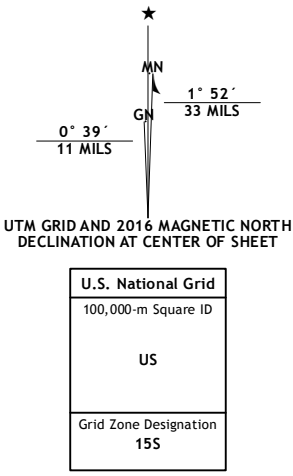 ★
MN
1° 52´
33 MILS
GN
0° 39´
11 MILS
UTM GRID AND 2016 MAGNETIC NORTH
DECLINATION AT CENTER OF SHEET
U.S. National Grid
100,000-m Square ID
US
Grid Zone Designation
15S